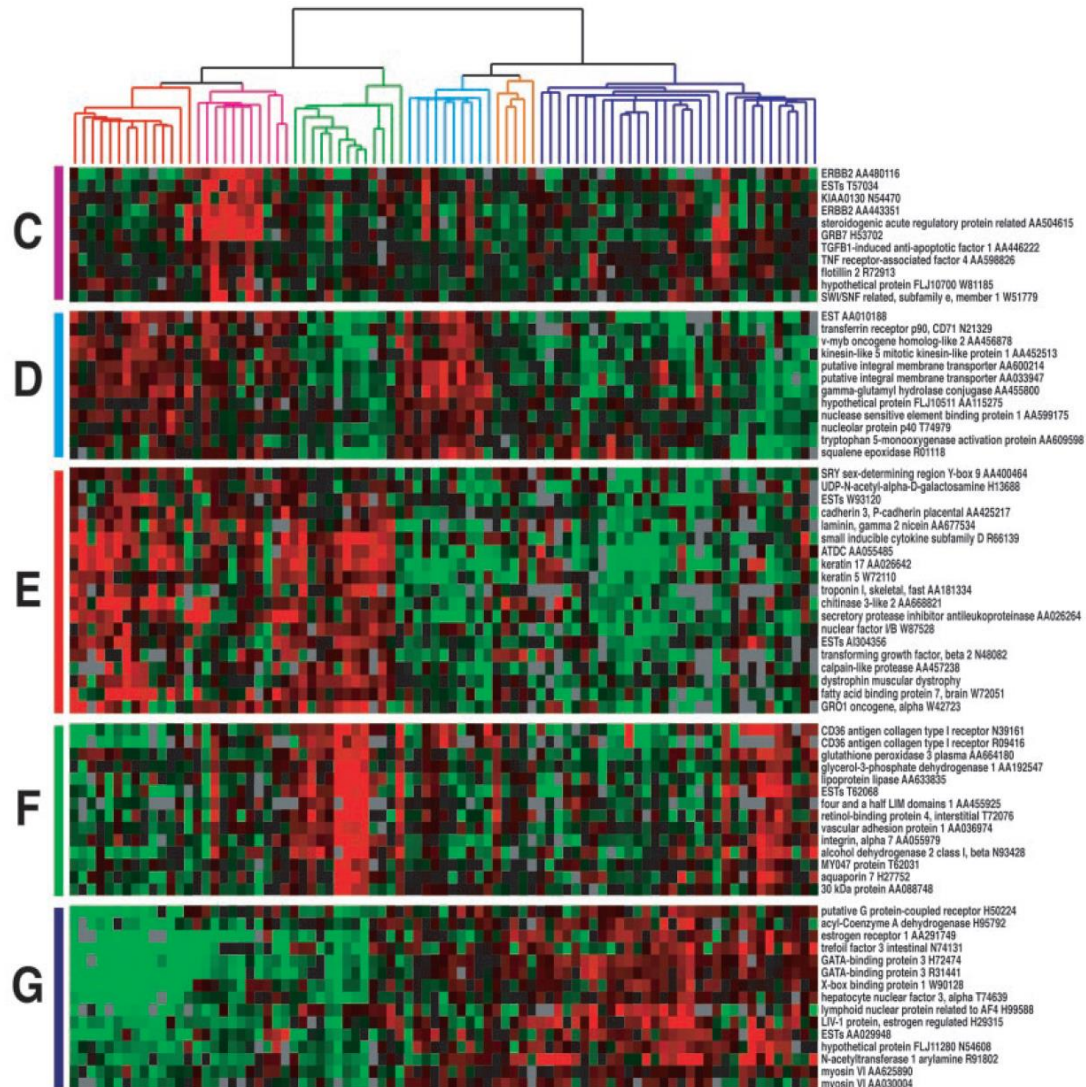 C
ERBB2 AA480116
ESTs T57034
KIAA0130 N54470
ERBB2 AA443351
steroidogenic acute regulatory protein related AA504615
GRB7 H53702
TGFB1-induced anti-apoptotic factor 1 AA446222
TNF receptor-associated factor 4 AA598826
flotillin 2 R72913
hypothetical protein FLJ10700 W81185
SWI/SNF related, subfamily e, member 1 W51779
D
EST AA010188
transferrin receptor p90, CD71 N21329
v-myb oncogene homolog-like 2 AA456878
kinesin-like 5 mitotic kinesin-like protein 1 AA452513
putative integral membrane transporter AA600214
putative integral membrane transporter AA033947
gamma-glutamyl hydrolase conjugase AA455800
hypothetical protein FLJ10511 AA115275
nuclease sensitive element binding protein 1 AA599175
nucleolar protein p40 T74979
tryptophan 5-monooxygenase activation protein AA609598
squalene epoxidase R01118
E
SRY sex-determining region Y-box 9 AA400464
UDP-N-acetyl-alpha-D-galactosamine H13688
ESTs W93120
cadherin 3, P-cadherin placental AA425217
laminin, gamma 2 nicein AA677534
small inducible cytokine subfamily D R66139
ATDC AA055485
keratin 17 AA026642
keratin 5 W72110
troponin I, skeletal, fast AA181334
chitinase 3-like 2 AA668821
secretory protease inhibitor antileukoproteinase AA026264
nuclear factor I/B W87528
ESTs AI304356
transforming growth factor, beta 2 N48082
calpain-like protease AA457238
dystrophin muscular dystrophy
fatty acid binding protein 7, brain W72051
GRO1 oncogene, alpha W42723
F
CD36 antigen collagen type I receptor N39161
CD36 antigen collagen type I receptor R09416
glutathione peroxidase 3 plasma AA664180
glycerol-3-phosphate dehydrogenase 1 AA192547
lipoprotein lipase AA633835
ESTs T62068
four and a half LIM domains 1 AA455925
retinol-binding protein 4, interstitial T72076
vascular adhesion protein 1 AA036974
integrin, alpha 7 AA055979
alcohol dehydrogenase 2 class I, beta N93428
MY047 protein T62031
aquaporin 7 H27752
30 kDa protein AA088748
G
putative G protein-coupled receptor H50224
acyl-Coenzyme A dehydrogenase H95792
estrogen receptor 1 AA291749
trefoil factor 3 intestinal N74131
GATA-binding protein 3 H72474
GATA-binding protein 3 R31441
X-box binding protein 1 W90128
hepatocyte nuclear factor 3, alpha T74639
lymphoid nuclear protein related to AF4 H99588
LIV-1 protein, estrogen regulated H29315
ESTs AA029948
hypothetical protein FLJ11280 N54608
N-acetyltransferase 1 arylamine R91802
myosin VI AA625890
myosin VI AA030004